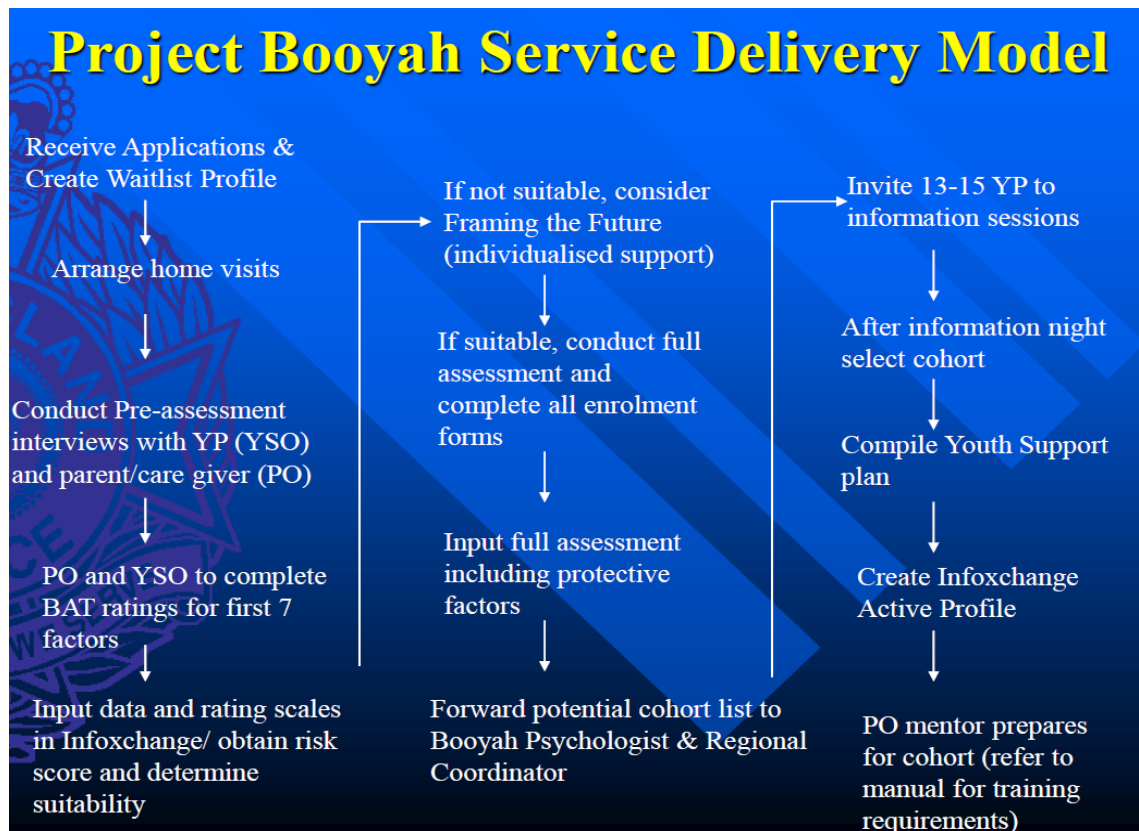 Project Booyah Service Delivery Model
Receive Applications &
Create Waitlist Profile
Arrange home visits
Conduct Pre-assessment
interviews with YP (YSO)
and parent/care giver (PO)
PO and YSO to complete
BAT ratings for first 7
factors
Input data and rating scales
in Infoxchange/ obtain risk
score and determine
suitability
If not suitable, consider
Framing the Future
(individualised support)
If suitable, conduct full
assessment and
complete all enrolment
forms
Input full assessment
including protective
factors
Forward potential cohort list to
Booyah Psychologist & Regional
Coordinator
Invite 13-15 YP to
information sessions
After information night
select cohort
Compile Youth Support
plan
Create Infoxchange
Active Profile
PO mentor prepares
for cohort (refer to
manual for training
requirements)